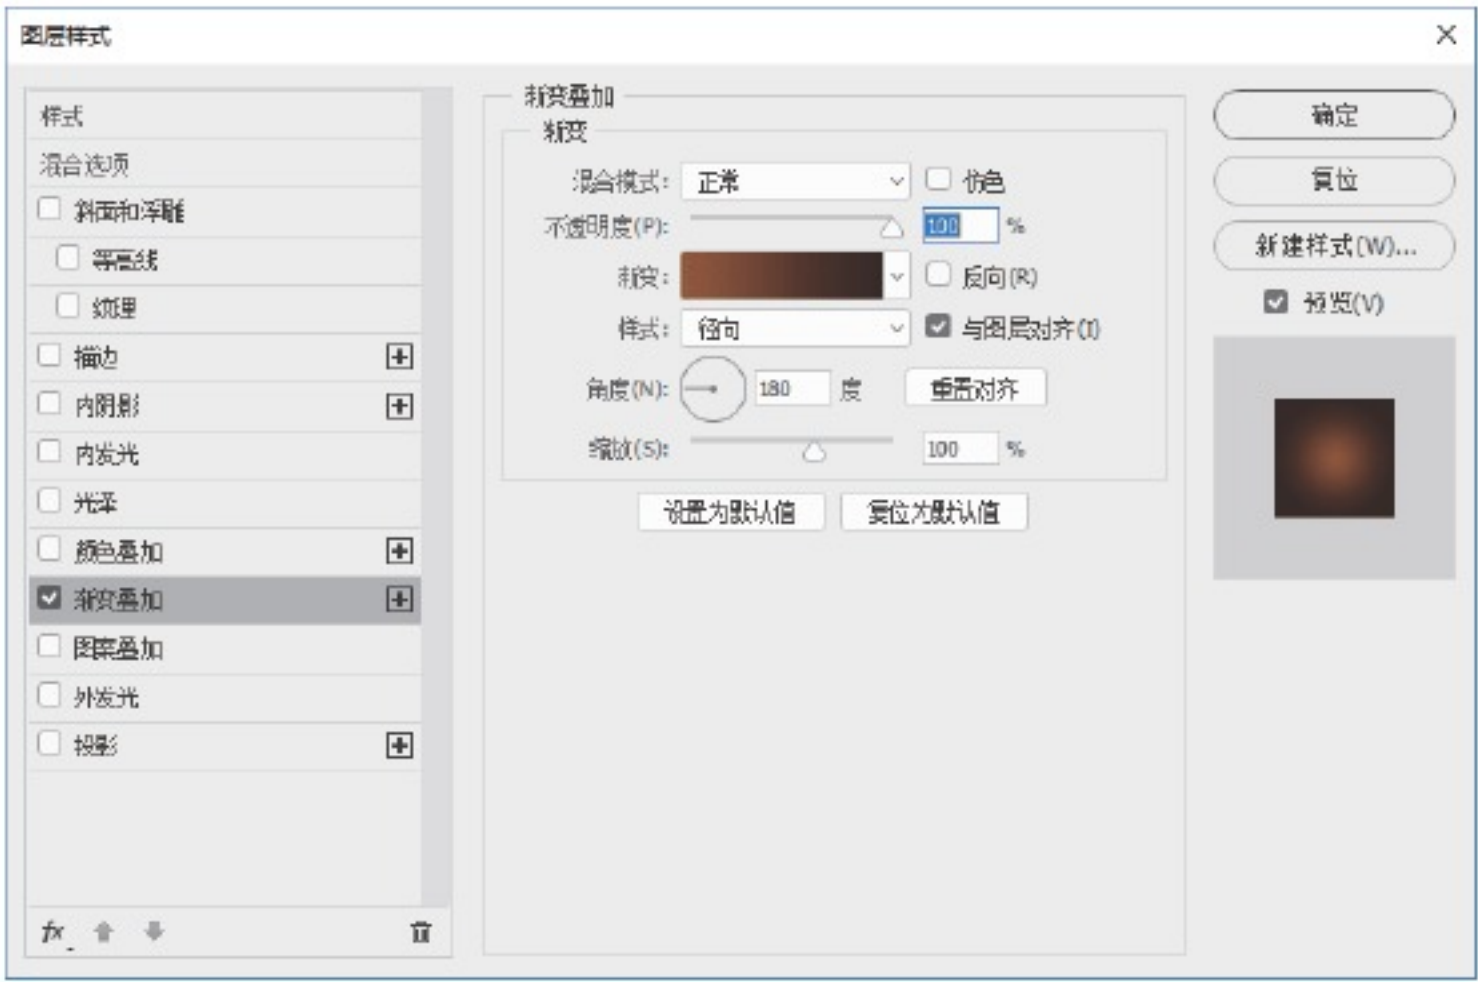 图层样式
样式
混合选项
斜面和浮雕
等高线
纹理
描边
内阴影
内发光
光泽
颜色叠加
渐变叠加
图案叠加
外发光
投影
fx
渐变叠加
渐变
混合模式: 正常 仿色
不透明度(P): 100 %
渐变: 反向(R)
样式: 径向 与图层对齐(I)
角度(N): 180 度 重置对齐
缩放(S): 100 %
设置为默认值 复位为默认值
确定
复位
新建样式(W)...
预览(V)